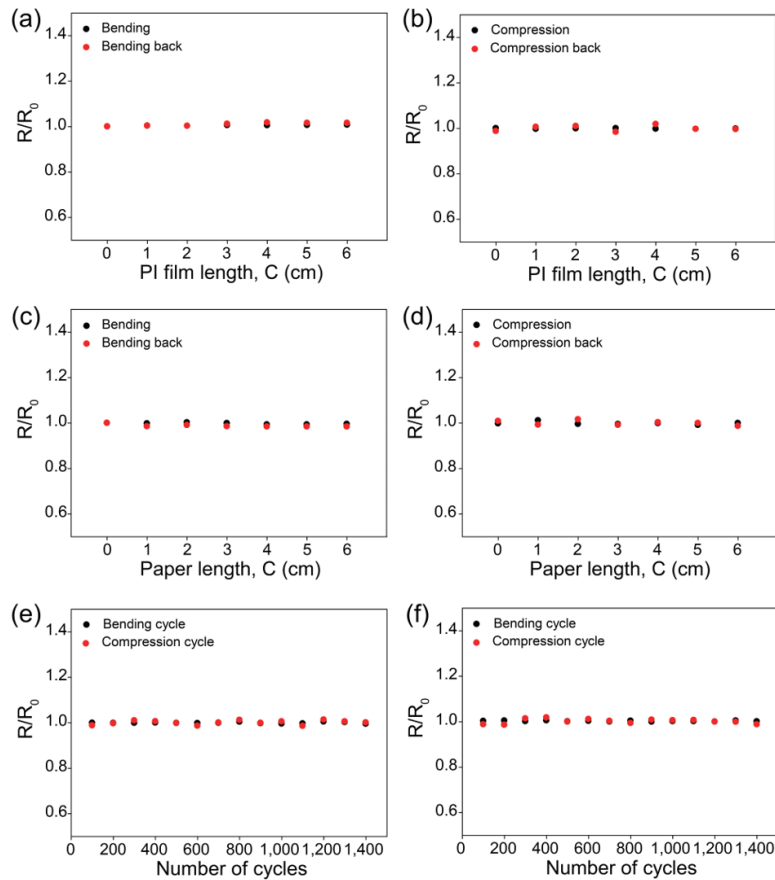 (a)
Bending
Bending back
1.4
1.2
1.0
0.8
0.6
R/R0
0 1 2 3 4 5 6
PI film length, C (cm)
(b)
Compression
Compression back
1.4
1.2
1.0
0.8
0.6
R/R0
0 1 2 3 4 5 6
PI film length, C (cm)
(c)
Bending
Bending back
1.4
1.2
1.0
0.8
0.6
R/R0
0 1 2 3 4 5 6
Paper length, C (cm)
(d)
Compression
Compression back
1.4
1.2
1.0
0.8
0.6
R/R0
0 1 2 3 4 5 6
Paper length, C (cm)
(e)
Bending cycle
Compression cycle
1.4
1.2
1.0
0.8
0.6
R/R0
0 200 400 600 800 1,000 1,200 1,400
Number of cycles
(f)
Bending cycle
Compression cycle
1.4
1.2
1.0
0.8
0.6
R/R0
0 200 400 600 800 1,000 1,200 1,400
Number of cycles